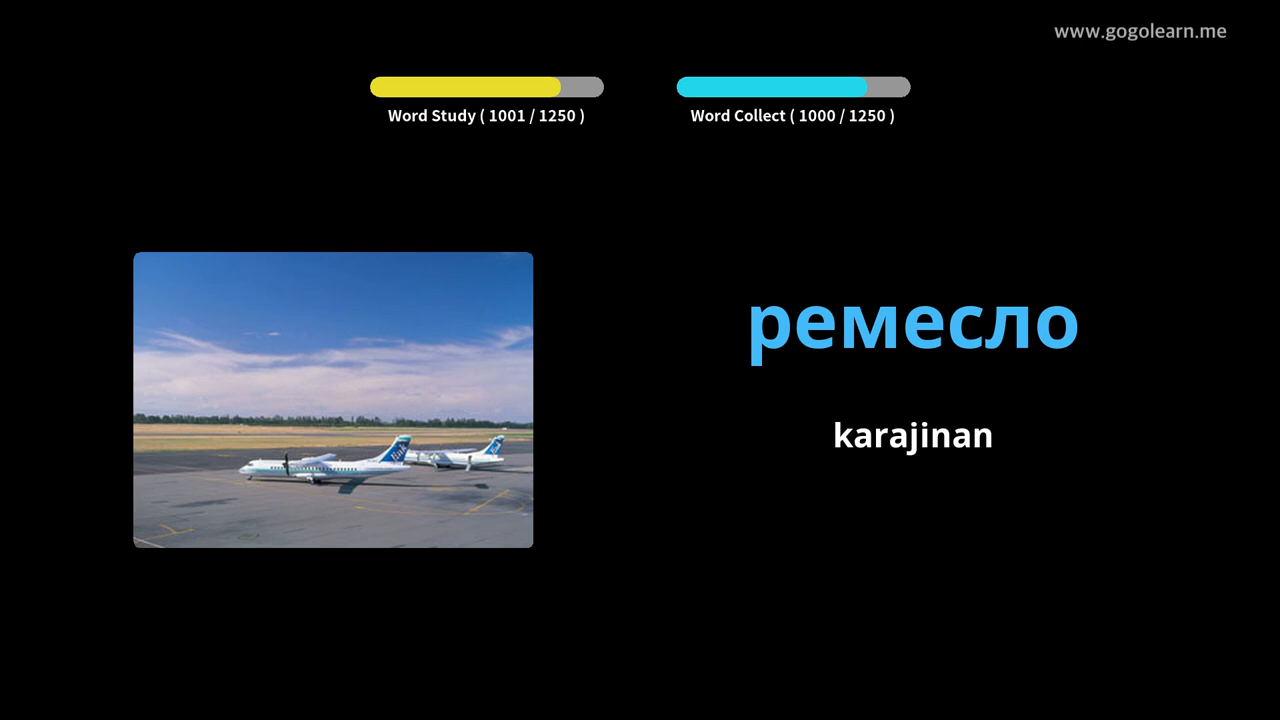 www.gogolearn.me
Word Study ( 1001 / 1250 )
Word Collect ( 1000 / 1250 )
ремесло
karajinan